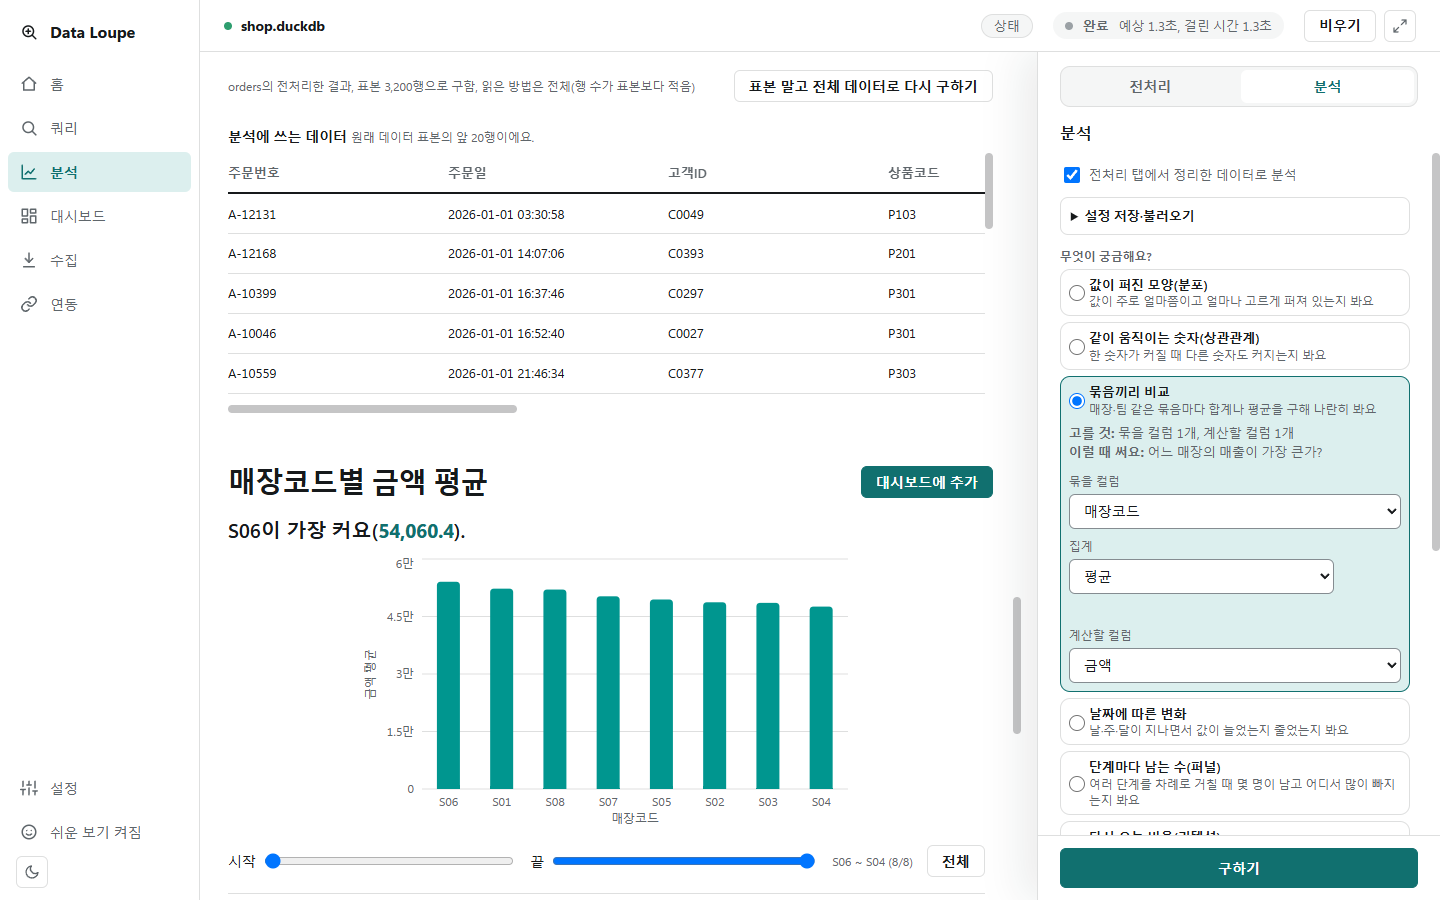 Data Loupe
홈
쿼리
분석
대시보드
수집
연동
설정
쉬운 보기 켜짐
shop.duckdb
상태
완료 예상 1.3초, 걸린 시간 1.3초
비우기
orders의 전처리한 결과, 표본 3,200행으로 구함, 읽은 방법은 전체(행 수가 표본보다 적음)
표본 말고 전체 데이터로 다시 구하기
분석에 쓰는 데이터 원래 데이터 표본의 앞 20행이에요.
주문번호 주문일 고객ID 상품코드
A-12131 2026-01-01 03:30:58 C0049 P103
A-12168 2026-01-01 14:07:06 C0393 P201
A-10399 2026-01-01 16:37:46 C0297 P301
A-10046 2026-01-01 16:52:40 C0027 P301
A-10559 2026-01-01 21:46:34 C0377 P303
매장코드별 금액 평균
대시보드에 추가
S06이 가장 커요(54,060.4).
6만
4.5만
3만
1.5만
0
금액 평균
S06 S01 S08 S07 S05 S02 S03 S04
매장코드
시작 끝 S06 ~ S04 (8/8) 전체
전처리 분석
분석
전처리 탭에서 정리한 데이터로 분석
▶ 설정 저장·불러오기
무엇이 궁금해요?
값이 퍼진 모양(분포)
값이 주로 얼마쯤이고 얼마나 고르게 퍼져 있는지 봐요
같이 움직이는 숫자(상관관계)
한 숫자가 커질 때 다른 숫자도 커지는지 봐요
묶음끼리 비교
매장·팀 같은 묶음마다 합계나 평균을 구해 나란히 봐요
고를 것: 묶을 컬럼 1개, 계산할 컬럼 1개
이럴 때 써요: 어느 매장의 매출이 가장 큰가?
묶을 컬럼
매장코드
집계
평균
계산할 컬럼
금액
날짜에 따른 변화
날·주·달이 지나면서 값이 늘었는지 줄었는지 봐요
단계마다 남는 수(퍼널)
여러 단계를 차례로 거칠 때 몇 명이 남고 어디서 많이 빠지
는지 봐요
구하기